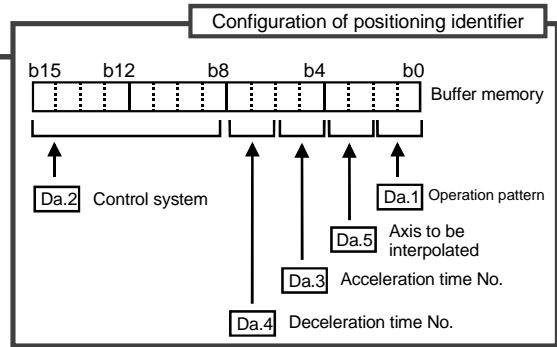 Configuration of positioning identifier
b15 b12 b8 b4 b0
Buffer memory
Da.2 Control system
Da.1 Operation pattern
Da.5 Axis to be
interpolated
Da.3 Acceleration time No.
Da.4 Deceleration time No.